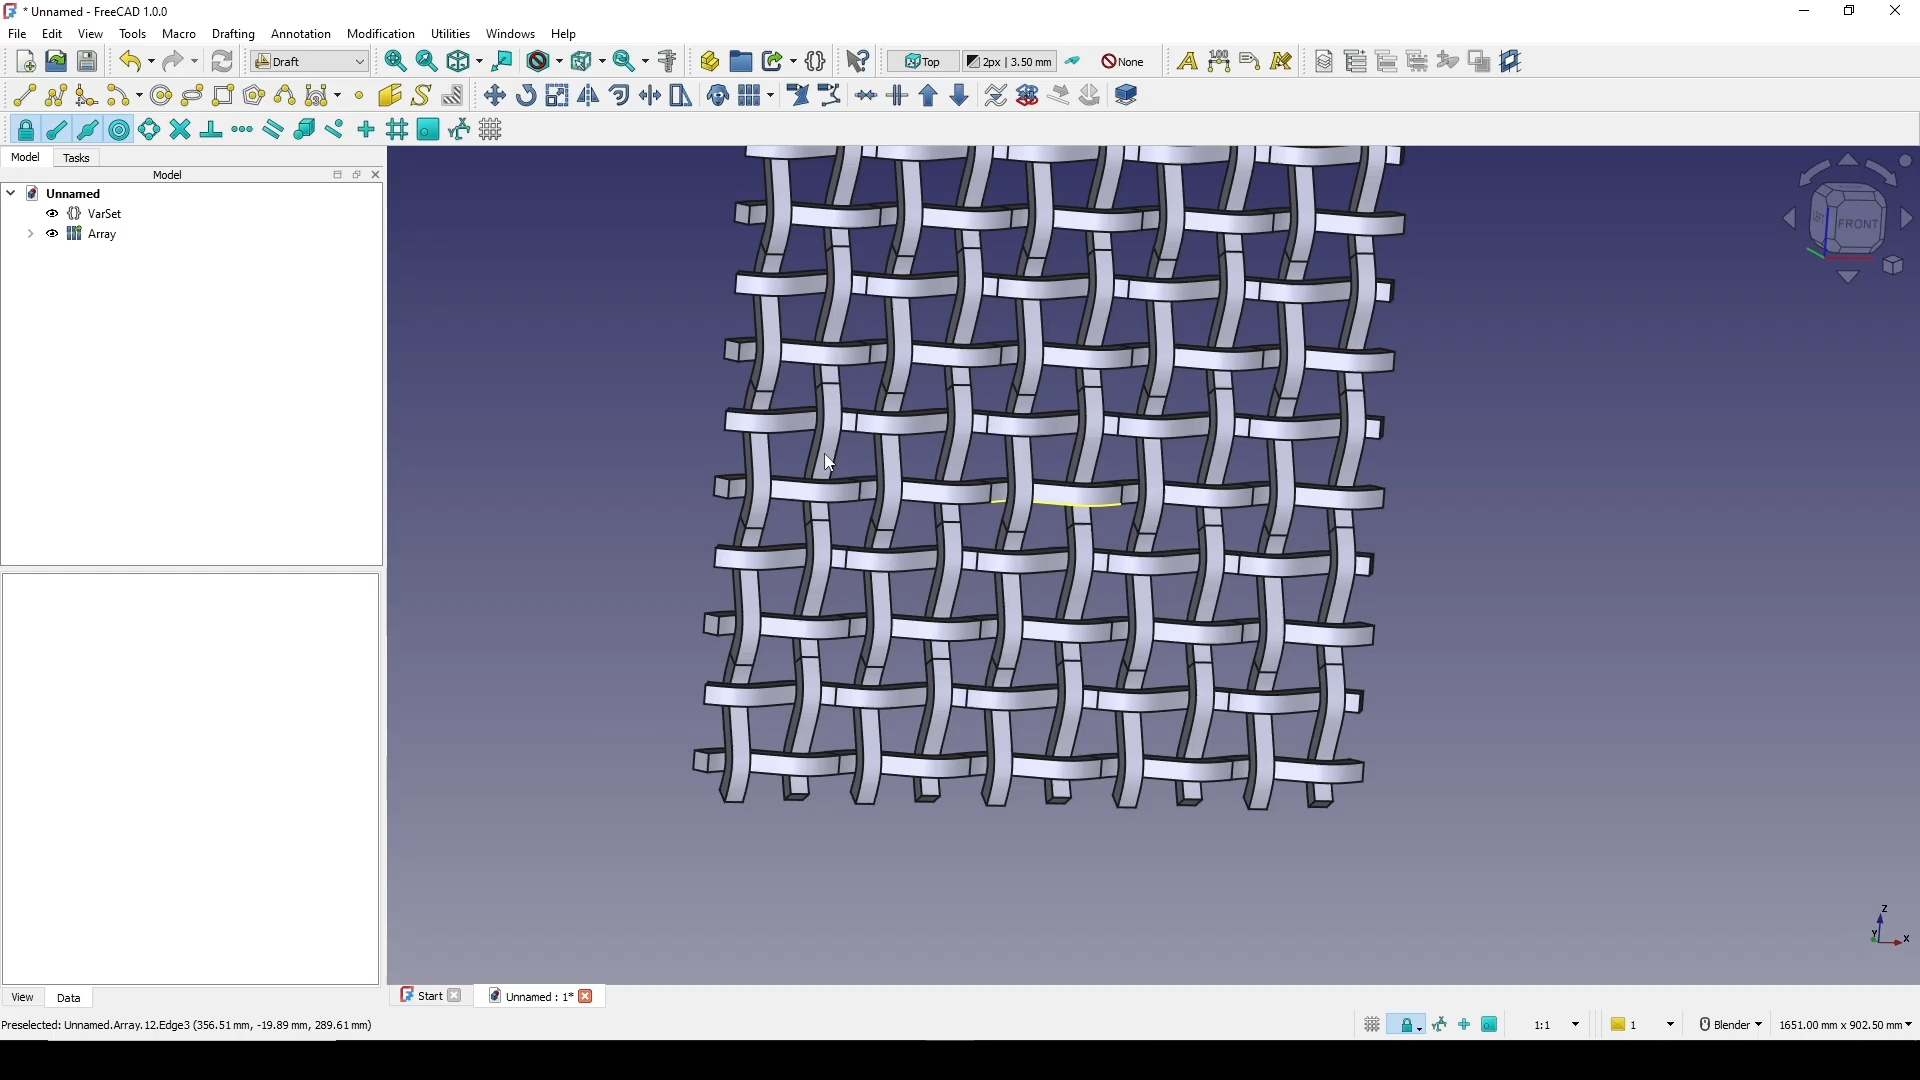 * Unnamed - FreeCAD 1.0.0
File Edit View Tools Macro Drafting Annotation Modification Utilities Windows Help
Draft Top 2px | 3.50 mm None 1.00
Model Tasks
Model
Unnamed
VarSet
Array
FRONT
Z
Y
X
View Data
Start Unnamed : 1*
Preselected: Unnamed.Array.12.Edge3 (356.51 mm, -19.89 mm, 289.61 mm) 1:1 1 Blender 1651.00 mm x 902.50 mm